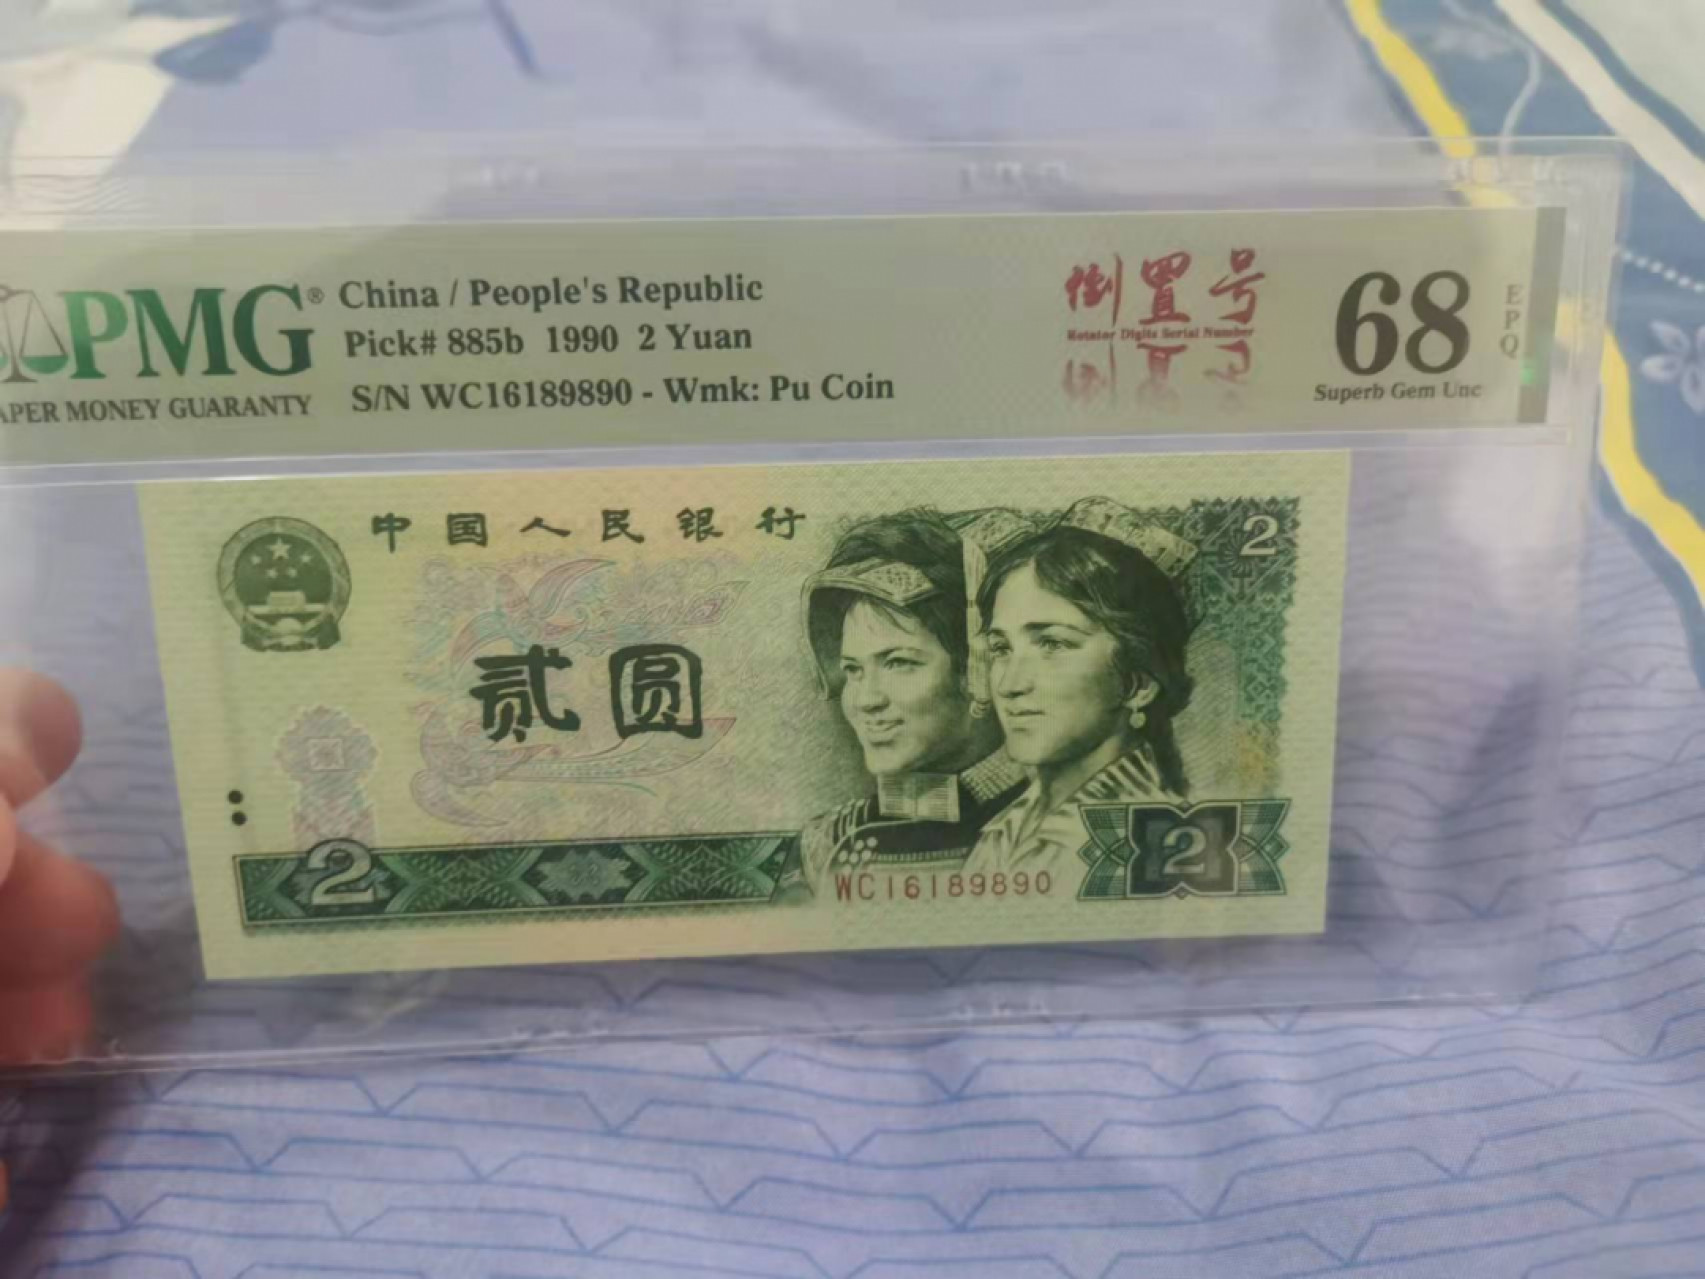 PMG®
PAPER MONEY GUARANTY
China / People's Republic
Pick# 885b 1990 2 Yuan
S/N WC16189890 - Wmk: Pu Coin
倒置号
Rotator Digits Serial Number
68
EPQ
Superb Gem Unc
中国人民银行
2
贰圆
2
WC16189890
2